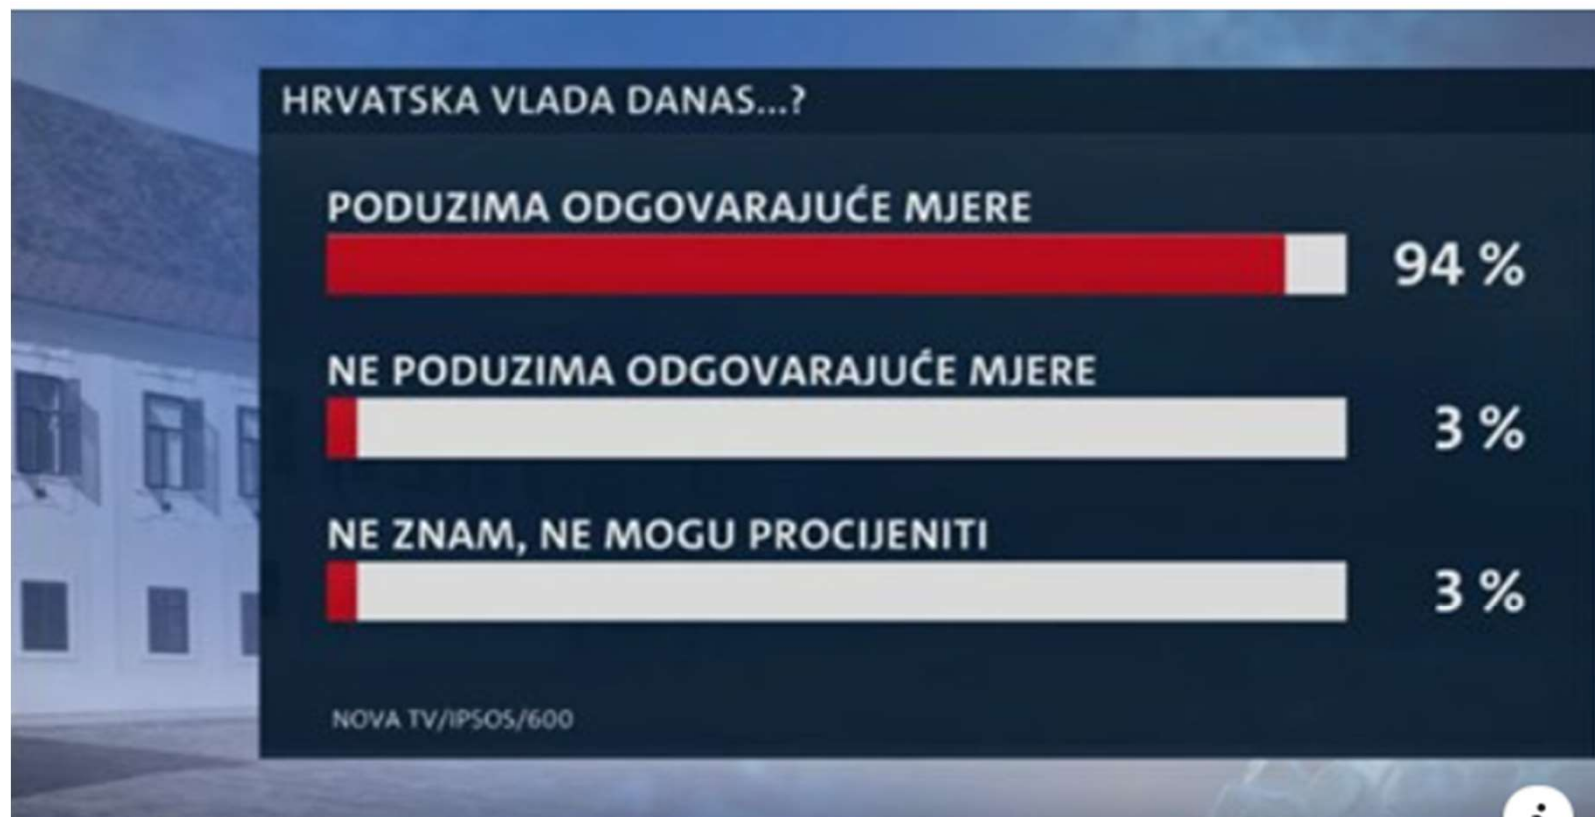 HRVATSKA VLADA DANAS...?
PODUZIMA ODGOVARAJUĆE MJERE
94 %
NE PODUZIMA ODGOVARAJUĆE MJERE
3 %
NE ZNAM, NE MOGU PROCIJENITI
3 %
NOVA TV/IPSOS/600